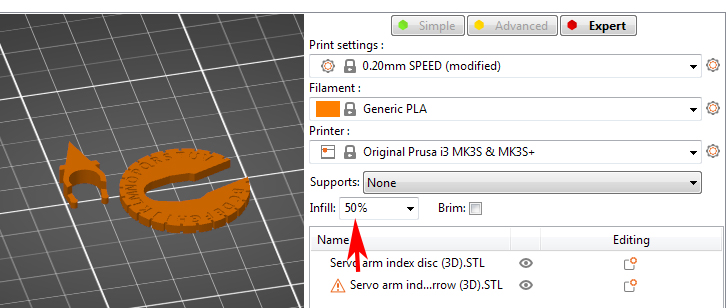 Simple Advanced Expert
Print settings :
0.20mm SPEED (modified)
Filament :
Generic PLA
Printer :
Original Prusa i3 MK3S & MK3S+
Supports: None
Infill: 50% Brim:
Name Editing
Servo arm index disc (3D).STL
Servo arm ind...rrow (3D).STL